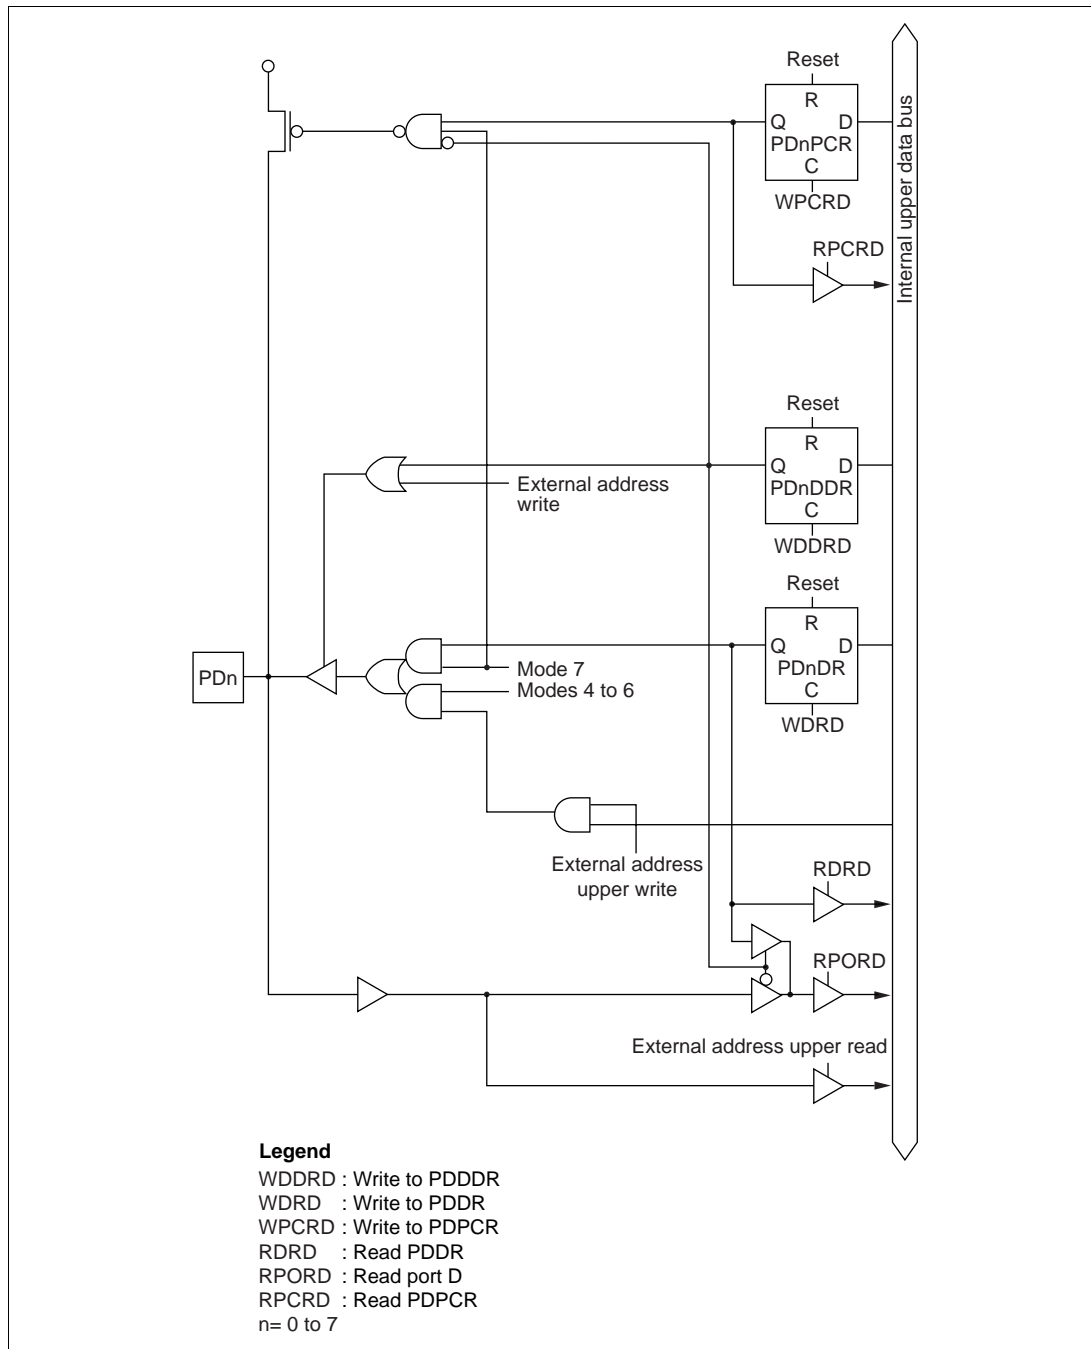 Reset
R
Q D
PDnPCR
C
WPCRD
Internal upper data bus
RPCRD
Reset
R
Q D
PDnDDR
C
WDDRD
External address
write
Reset
R
Q D
PDnDR
C
WDRD
PDn
Mode 7
Modes 4 to 6
External address
upper write
RDRD
RPORD
External address upper read
Legend
WDDRD : Write to PDDDR
WDRD : Write to PDDR
WPCRD : Write to PDPCR
RDRD : Read PDDR
RPORD : Read port D
RPCRD : Read PDPCR
n= 0 to 7